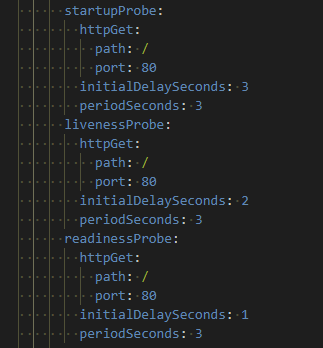 startupProbe:
  httpGet:
    path: /
    port: 80
  initialDelaySeconds: 3
  periodSeconds: 3
livenessProbe:
  httpGet:
    path: /
    port: 80
  initialDelaySeconds: 2
  periodSeconds: 3
readinessProbe:
  httpGet:
    path: /
    port: 80
  initialDelaySeconds: 1
  periodSeconds: 3